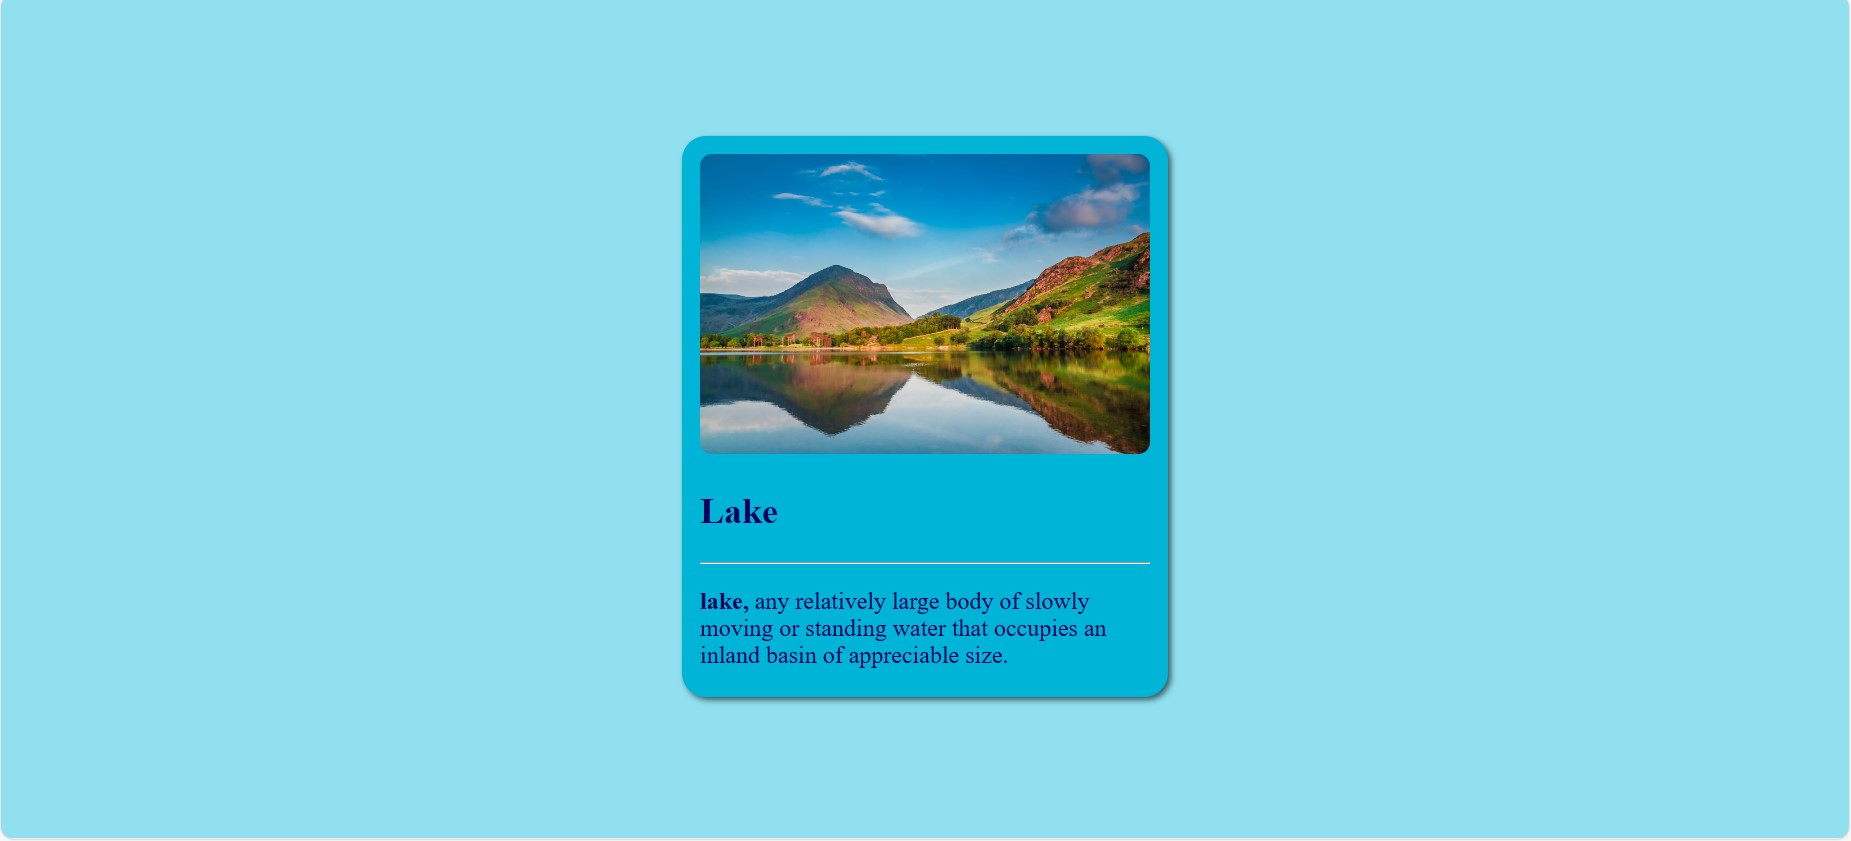 Lake
lake, any relatively large body of slowly
moving or standing water that occupies an
inland basin of appreciable size.